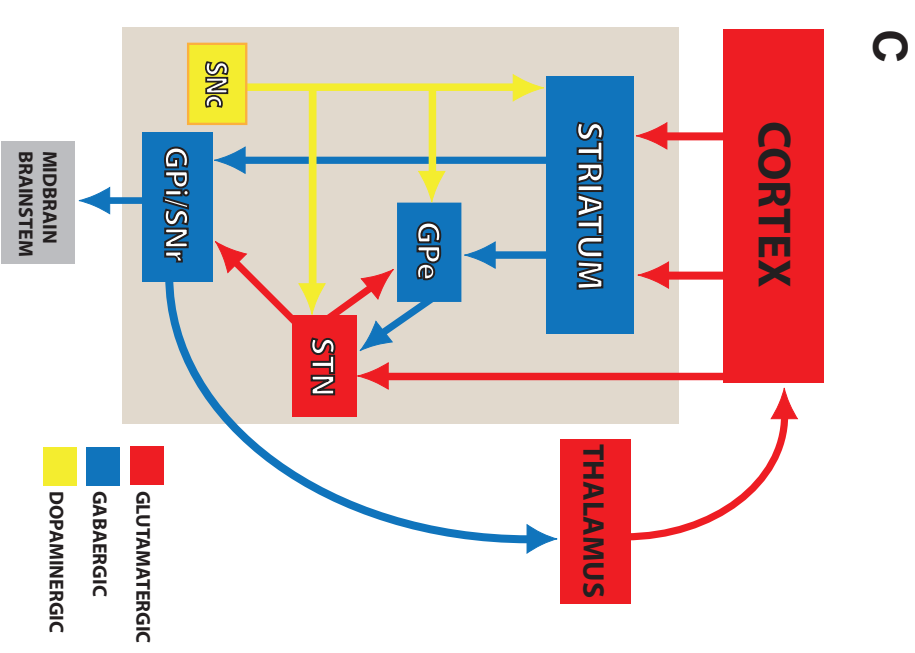 C
CORTEX
STRIATUM
SNc
GPe
GPi/SNr
STN
THALAMUS
MIDBRAIN
BRAINSTEM
GLUTAMATERGIC
GABAERGIC
DOPAMINERGIC